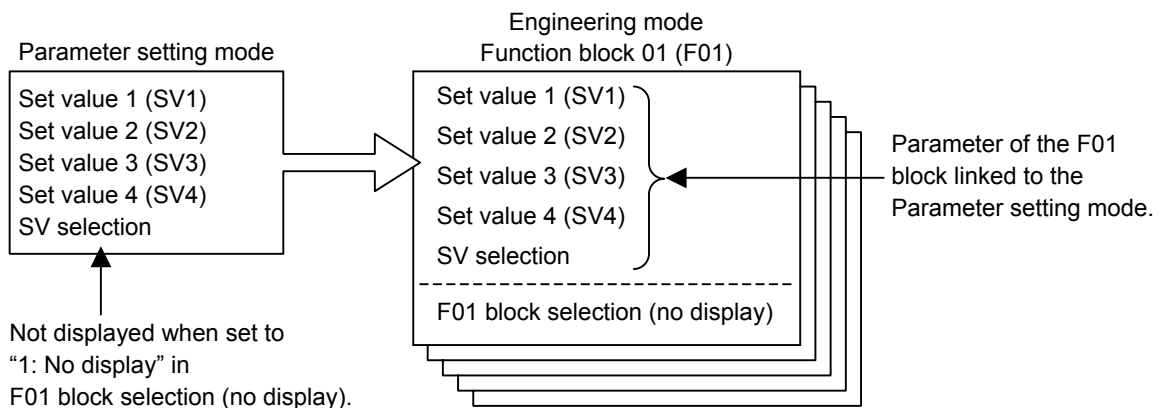 Parameter setting mode
Set value 1 (SV1)
Set value 2 (SV2)
Set value 3 (SV3)
Set value 4 (SV4)
SV selection
Not displayed when set to
“1: No display” in
F01 block selection (no display).
Engineering mode
Function block 01 (F01)
Set value 1 (SV1)
Set value 2 (SV2)
Set value 3 (SV3)
Set value 4 (SV4)
SV selection
F01 block selection (no display)
Parameter of the F01
block linked to the
Parameter setting mode.